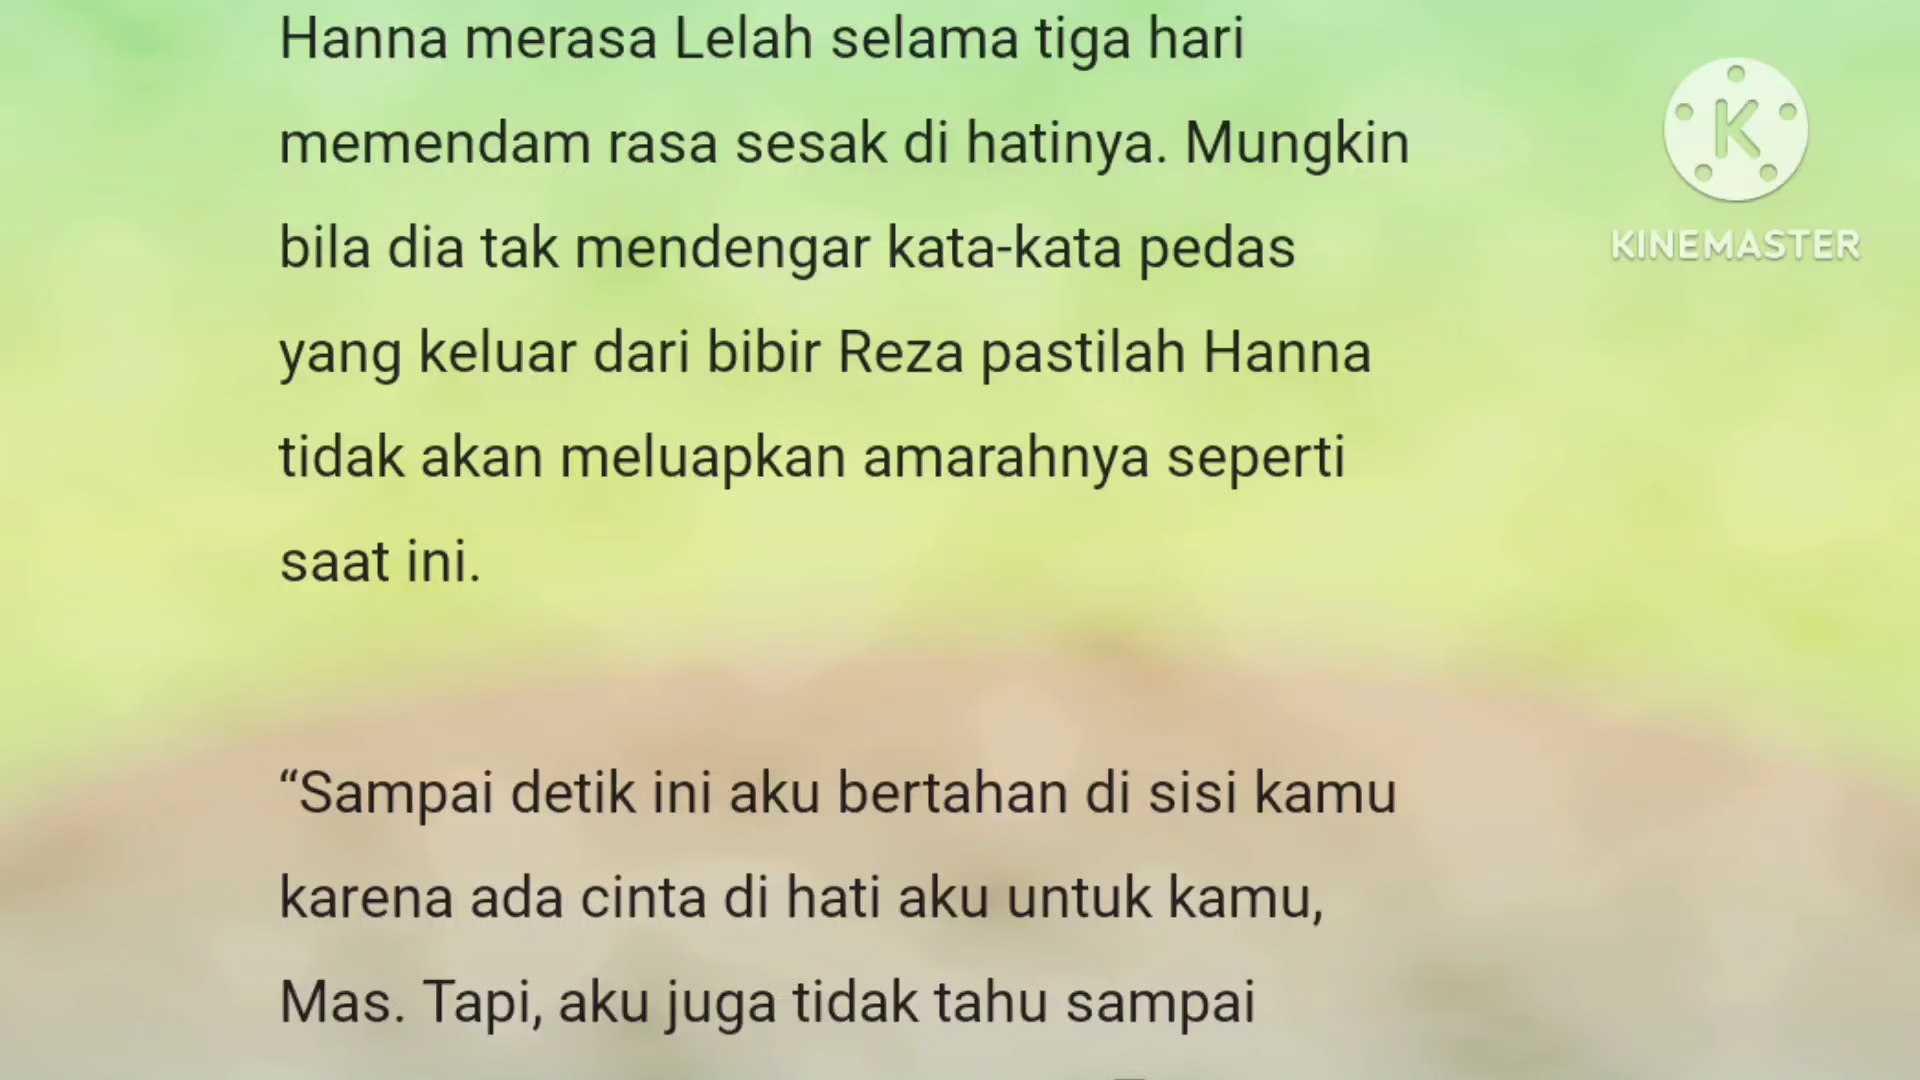 Hanna merasa Lelah selama tiga hari
memendam rasa sesak di hatinya. Mungkin
bila dia tak mendengar kata-kata pedas
yang keluar dari bibir Reza pastilah Hanna
tidak akan meluapkan amarahnya seperti
saat ini.
“Sampai detik ini aku bertahan di sisi kamu
karena ada cinta di hati aku untuk kamu,
Mas. Tapi, aku juga tidak tahu sampai
K
KINEMASTER